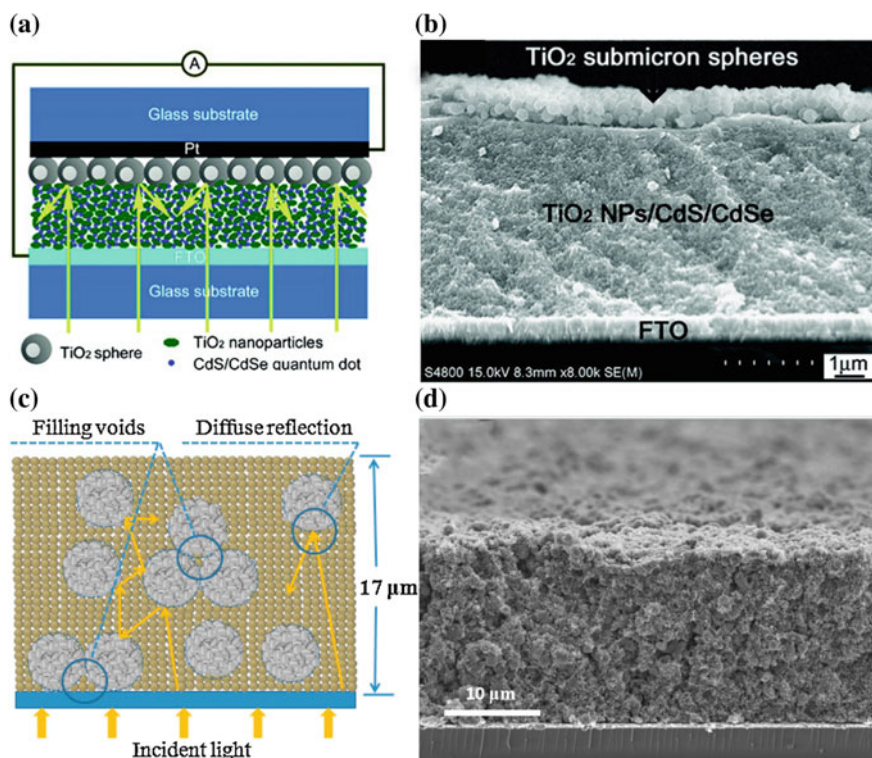 (a)
A
Glass substrate
Pt
FTO
Glass substrate
TiO₂ sphere
TiO₂ nanoparticles
CdS/CdSe quantum dot
(b)
TiO₂ submicron spheres
TiO₂ NPs/CdS/CdSe
FTO
S4800 15.0kV 8.3mm x8.00k SE(M)
1μm
(c)
Filling voids
Diffuse reflection
17 μm
Incident light
(d)
10 μm